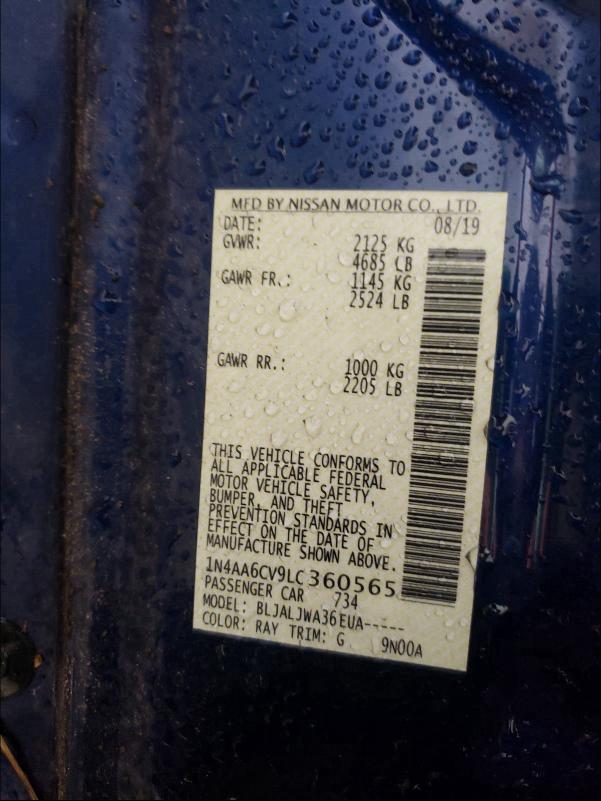 MFD BY NISSAN MOTOR CO., LTD.
DATE: 08/19
GVWR: 2125 KG
4685 LB
GAWR FR.: 1145 KG
2524 LB
GAWR RR.: 1000 KG
2205 LB
THIS VEHICLE CONFORMS TO
ALL APPLICABLE FEDERAL
MOTOR VEHICLE SAFETY,
BUMPER, AND THEFT
PREVENTION STANDARDS IN
EFFECT ON THE DATE OF
MANUFACTURE SHOWN ABOVE.
1N4AA6CV9LC360565
PASSENGER CAR 734
MODEL: BLJALJWA36EUA-----
COLOR: RAY TRIM: G 9N00A